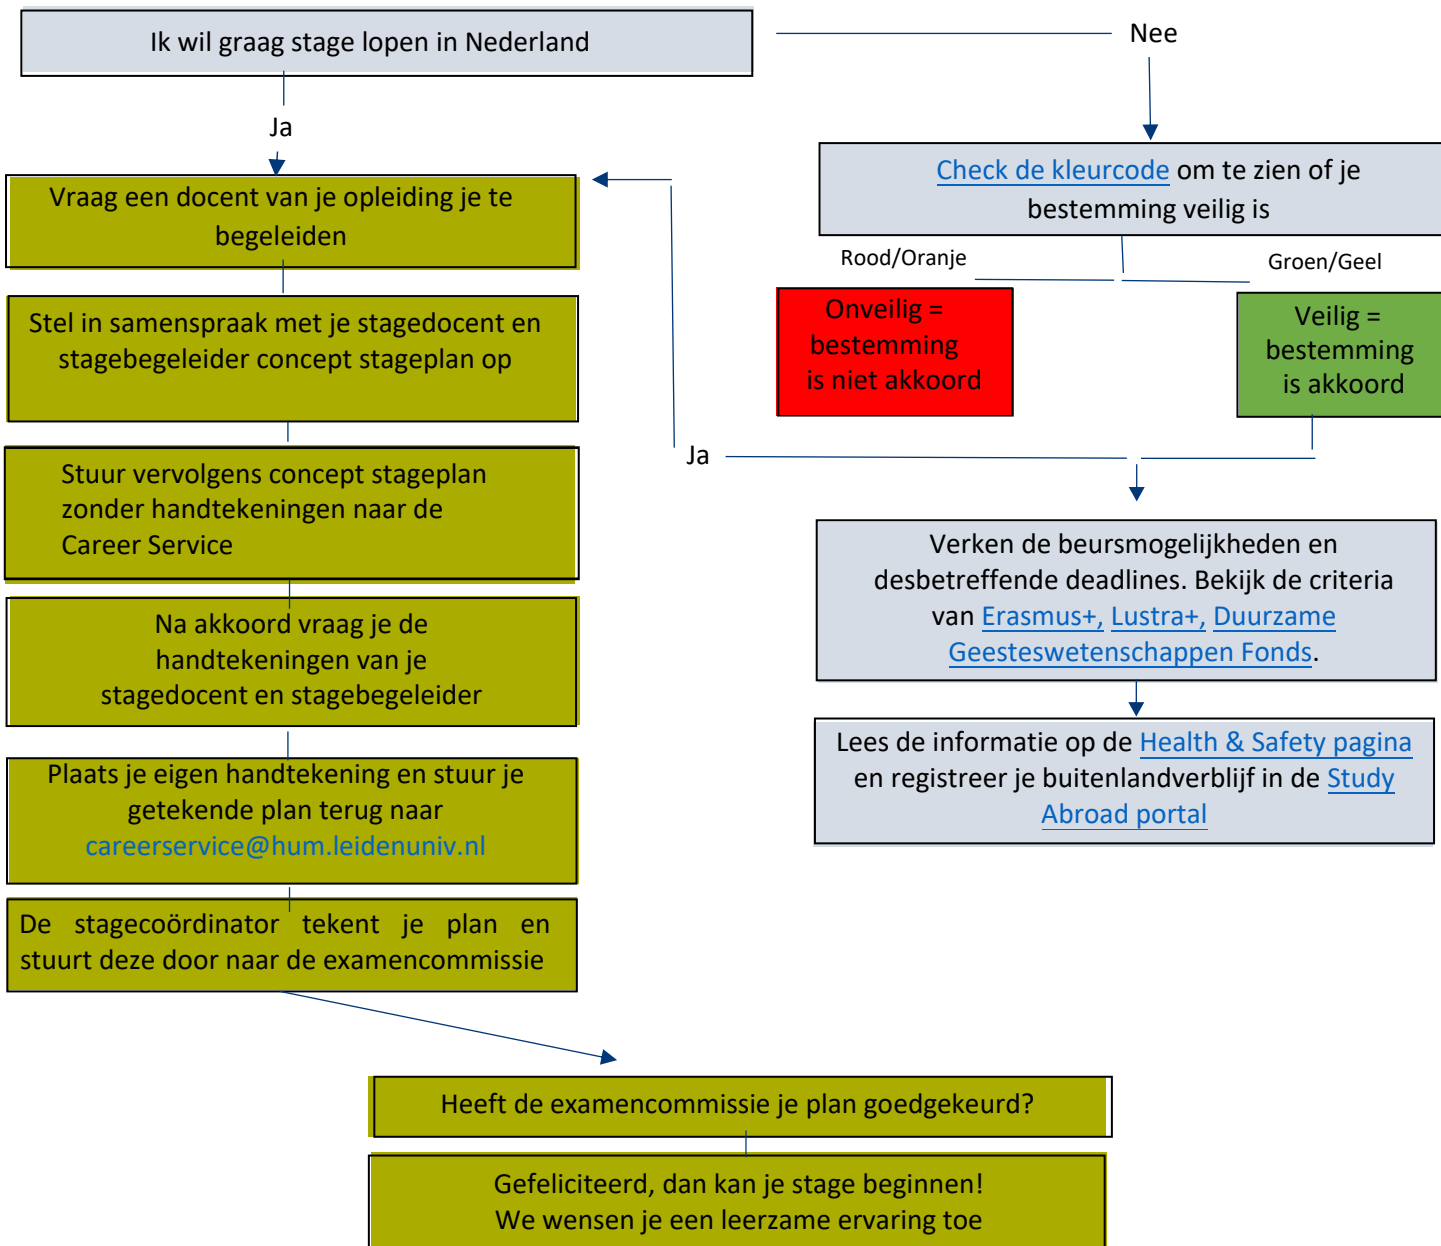 Ik wil graag stage lopen in Nederland
Nee
Ja
Check de kleurcode om te zien of je
bestemming veilig is
Vraag een docent van je opleiding je te
begeleiden
Rood/Oranje
Groen/Geel
Onveilig =
bestemming
is niet akkoord
Veilig =
bestemming
is akkoord
Stel in samenspraak met je stagedocent en
stagebegeleider concept stageplan op
Ja
Stuur vervolgens concept stageplan
zonder handtekeningen naar de
Career Service
Verken de beursmogelijkheden en
desbetreffende deadlines. Bekijk de criteria
van Erasmus+, Lustra+, Duurzame
Geesteswetenschappen Fonds.
Na akkoord vraag je de
handtekeningen van je
stagedocent en stagebegeleider
Lees de informatie op de Health & Safety pagina
en registreer je buitenlandverblijf in de Study
Abroad portal
Plaats je eigen handtekening en stuur je
getekende plan terug naar
careerservice@hum.leidenuniv.nl
De stagecoördinator tekent je plan en
stuurt deze door naar de examencommissie
Heeft de examencommissie je plan goedgekeurd?
Gefeliciteerd, dan kan je stage beginnen!
We wensen je een leerzame ervaring toe